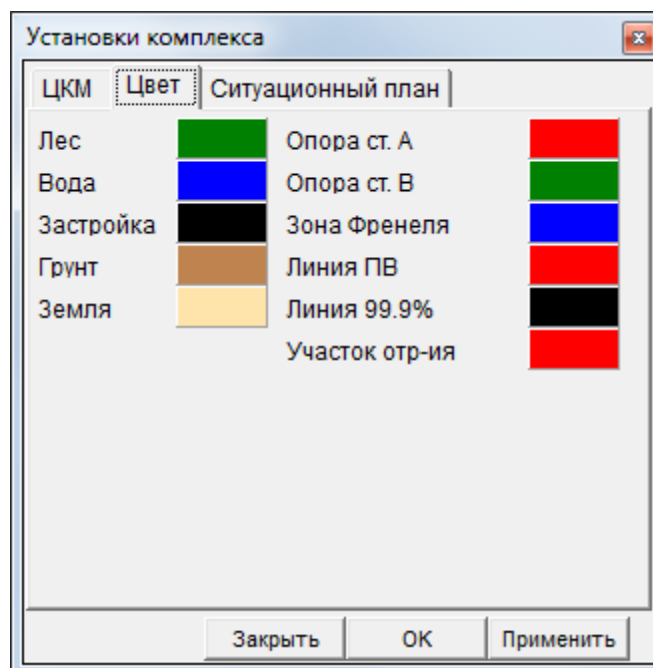 Установки комплекса
ЦКМ Цвет Ситуационный план
Лес Опора ст. А
Вода Опора ст. В
Застройка Зона Френеля
Грунт Линия ПВ
Земля Линия 99.9%
Участок отр-ия
Закрыть OK Применить